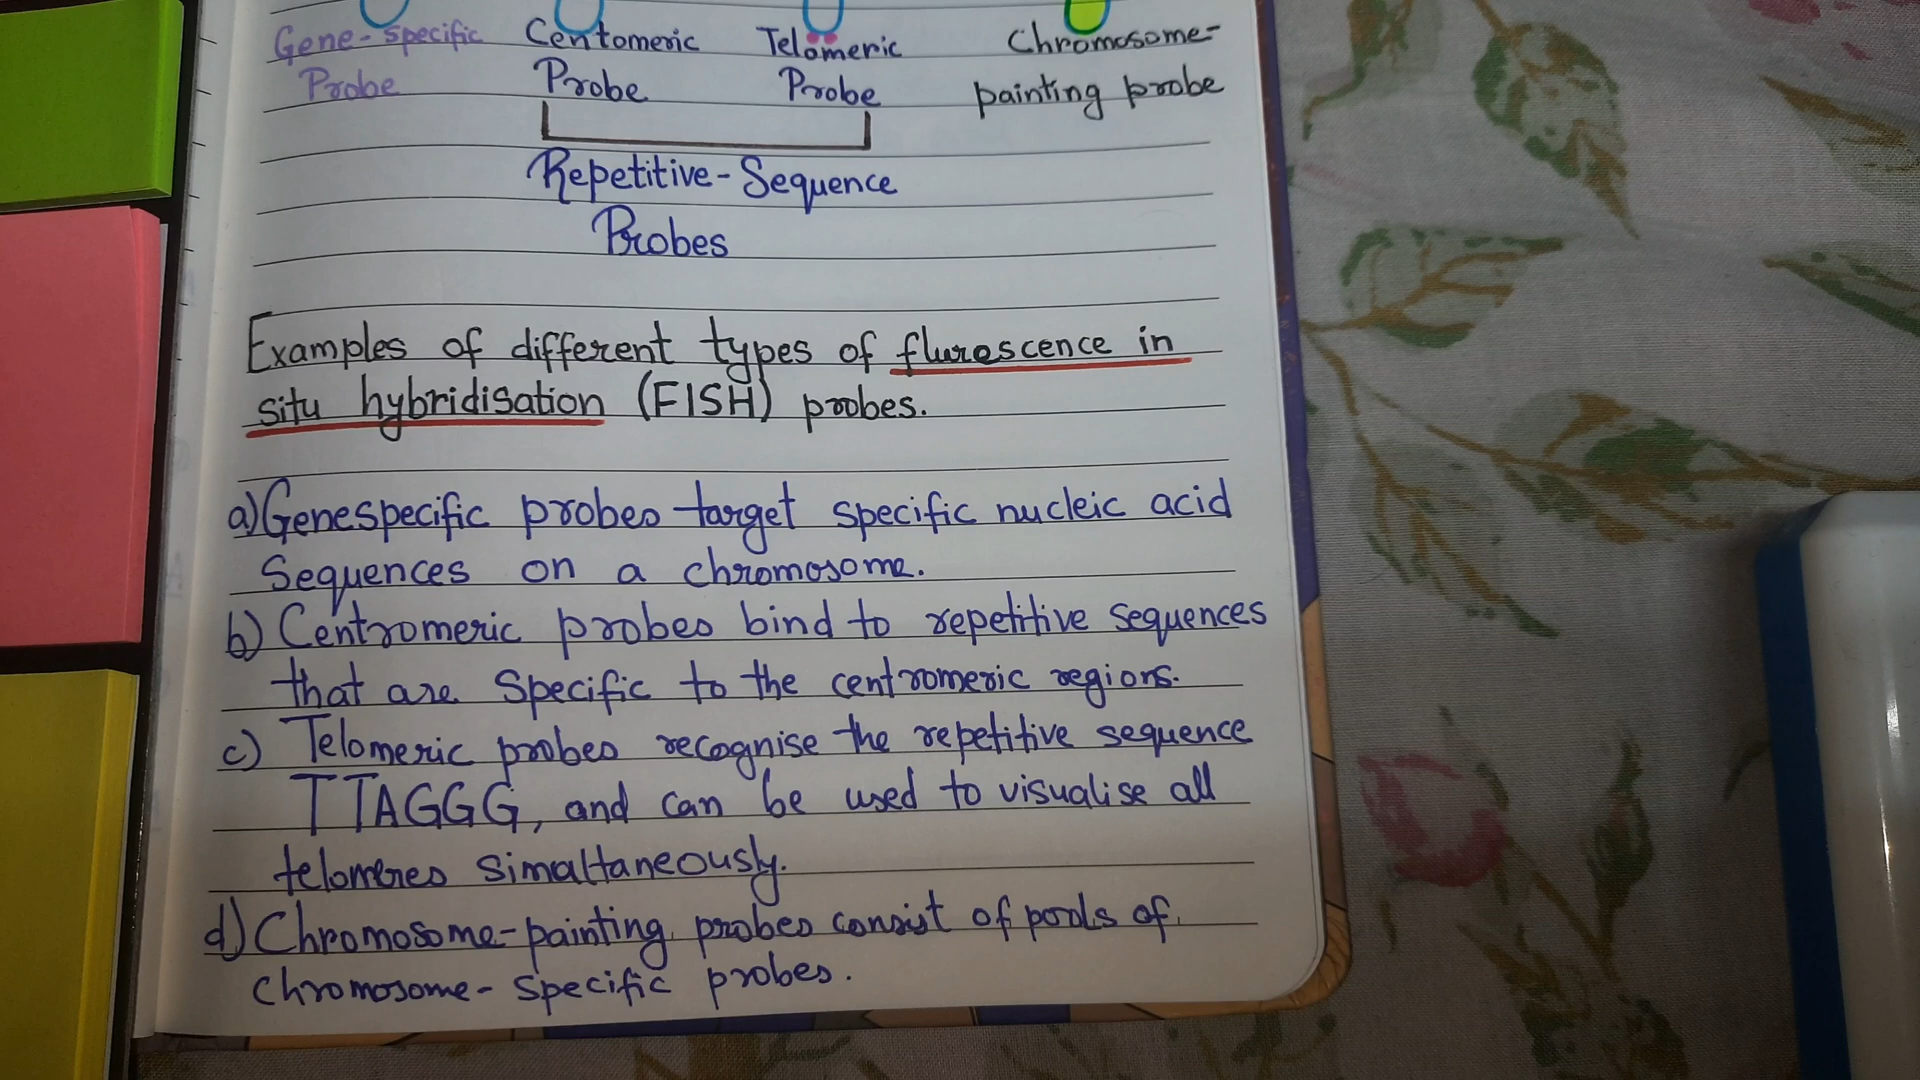 Gene-specific Centomeric Telomeric Chromosome-
Probe Probe Probe painting probe
Repetitive-Sequence
Probes
Examples of different types of flurescence in
situ hybridisation (FISH) probes.
a) Genespecific probes target specific nucleic acid
Sequences on a chromosome.
b) Centromeric probes bind to repetitive sequences
that are Specific to the centromeric regions.
c) Telomeric probes recognise the repetitive sequence
TTAGGG, and can be used to visualise all
telomeres simaltaneously.
d) Chromosome-painting probes consist of pools of
chromosome-specific probes.